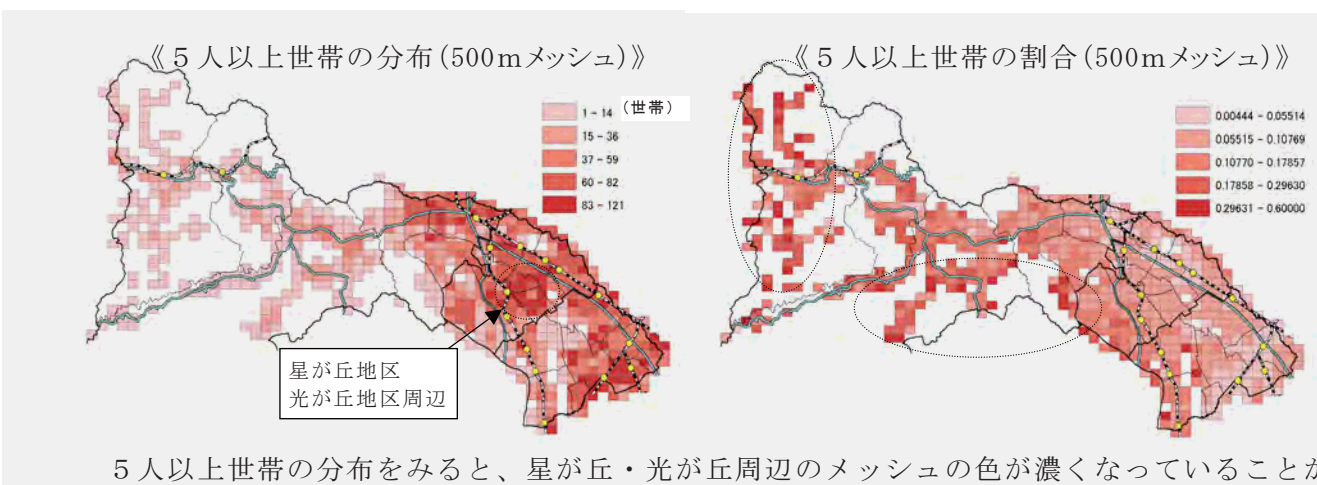 《５人以上世帯の分布(500mメッシュ)》
1 - 14 (世帯)
15 - 36
37 - 59
60 - 82
83 - 121
星が丘地区
光が丘地区周辺
《５人以上世帯の割合(500mメッシュ)》
0.00444 - 0.05514
0.05515 - 0.10769
0.10770 - 0.17857
0.17858 - 0.29630
0.29631 - 0.60000
５人以上世帯の分布をみると、星が丘・光が丘周辺のメッシュの色が濃くなっていることが